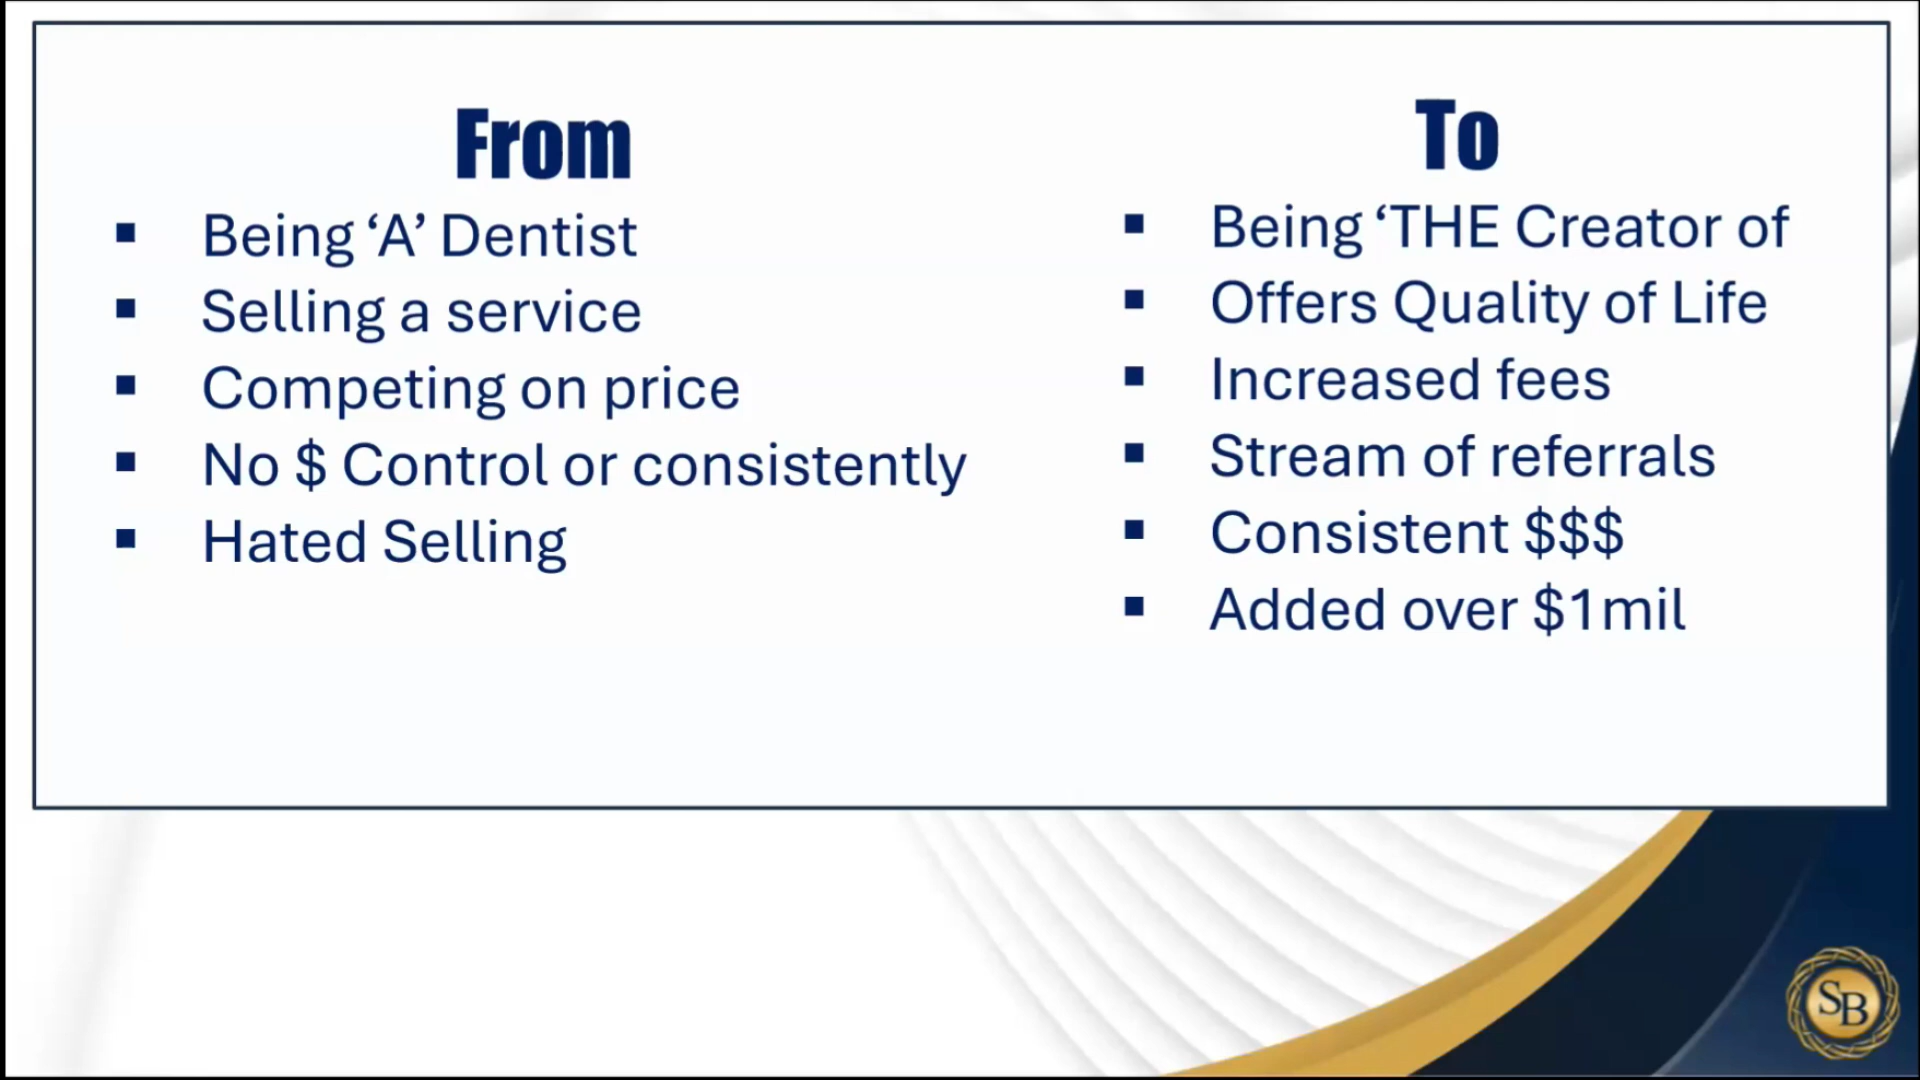 From
Being ‘A’ Dentist
Selling a service
Competing on price
No $ Control or consistently
Hated Selling
To
Being ‘THE Creator of
Offers Quality of Life
Increased fees
Stream of referrals
Consistent $$$
Added over $1mil
SB